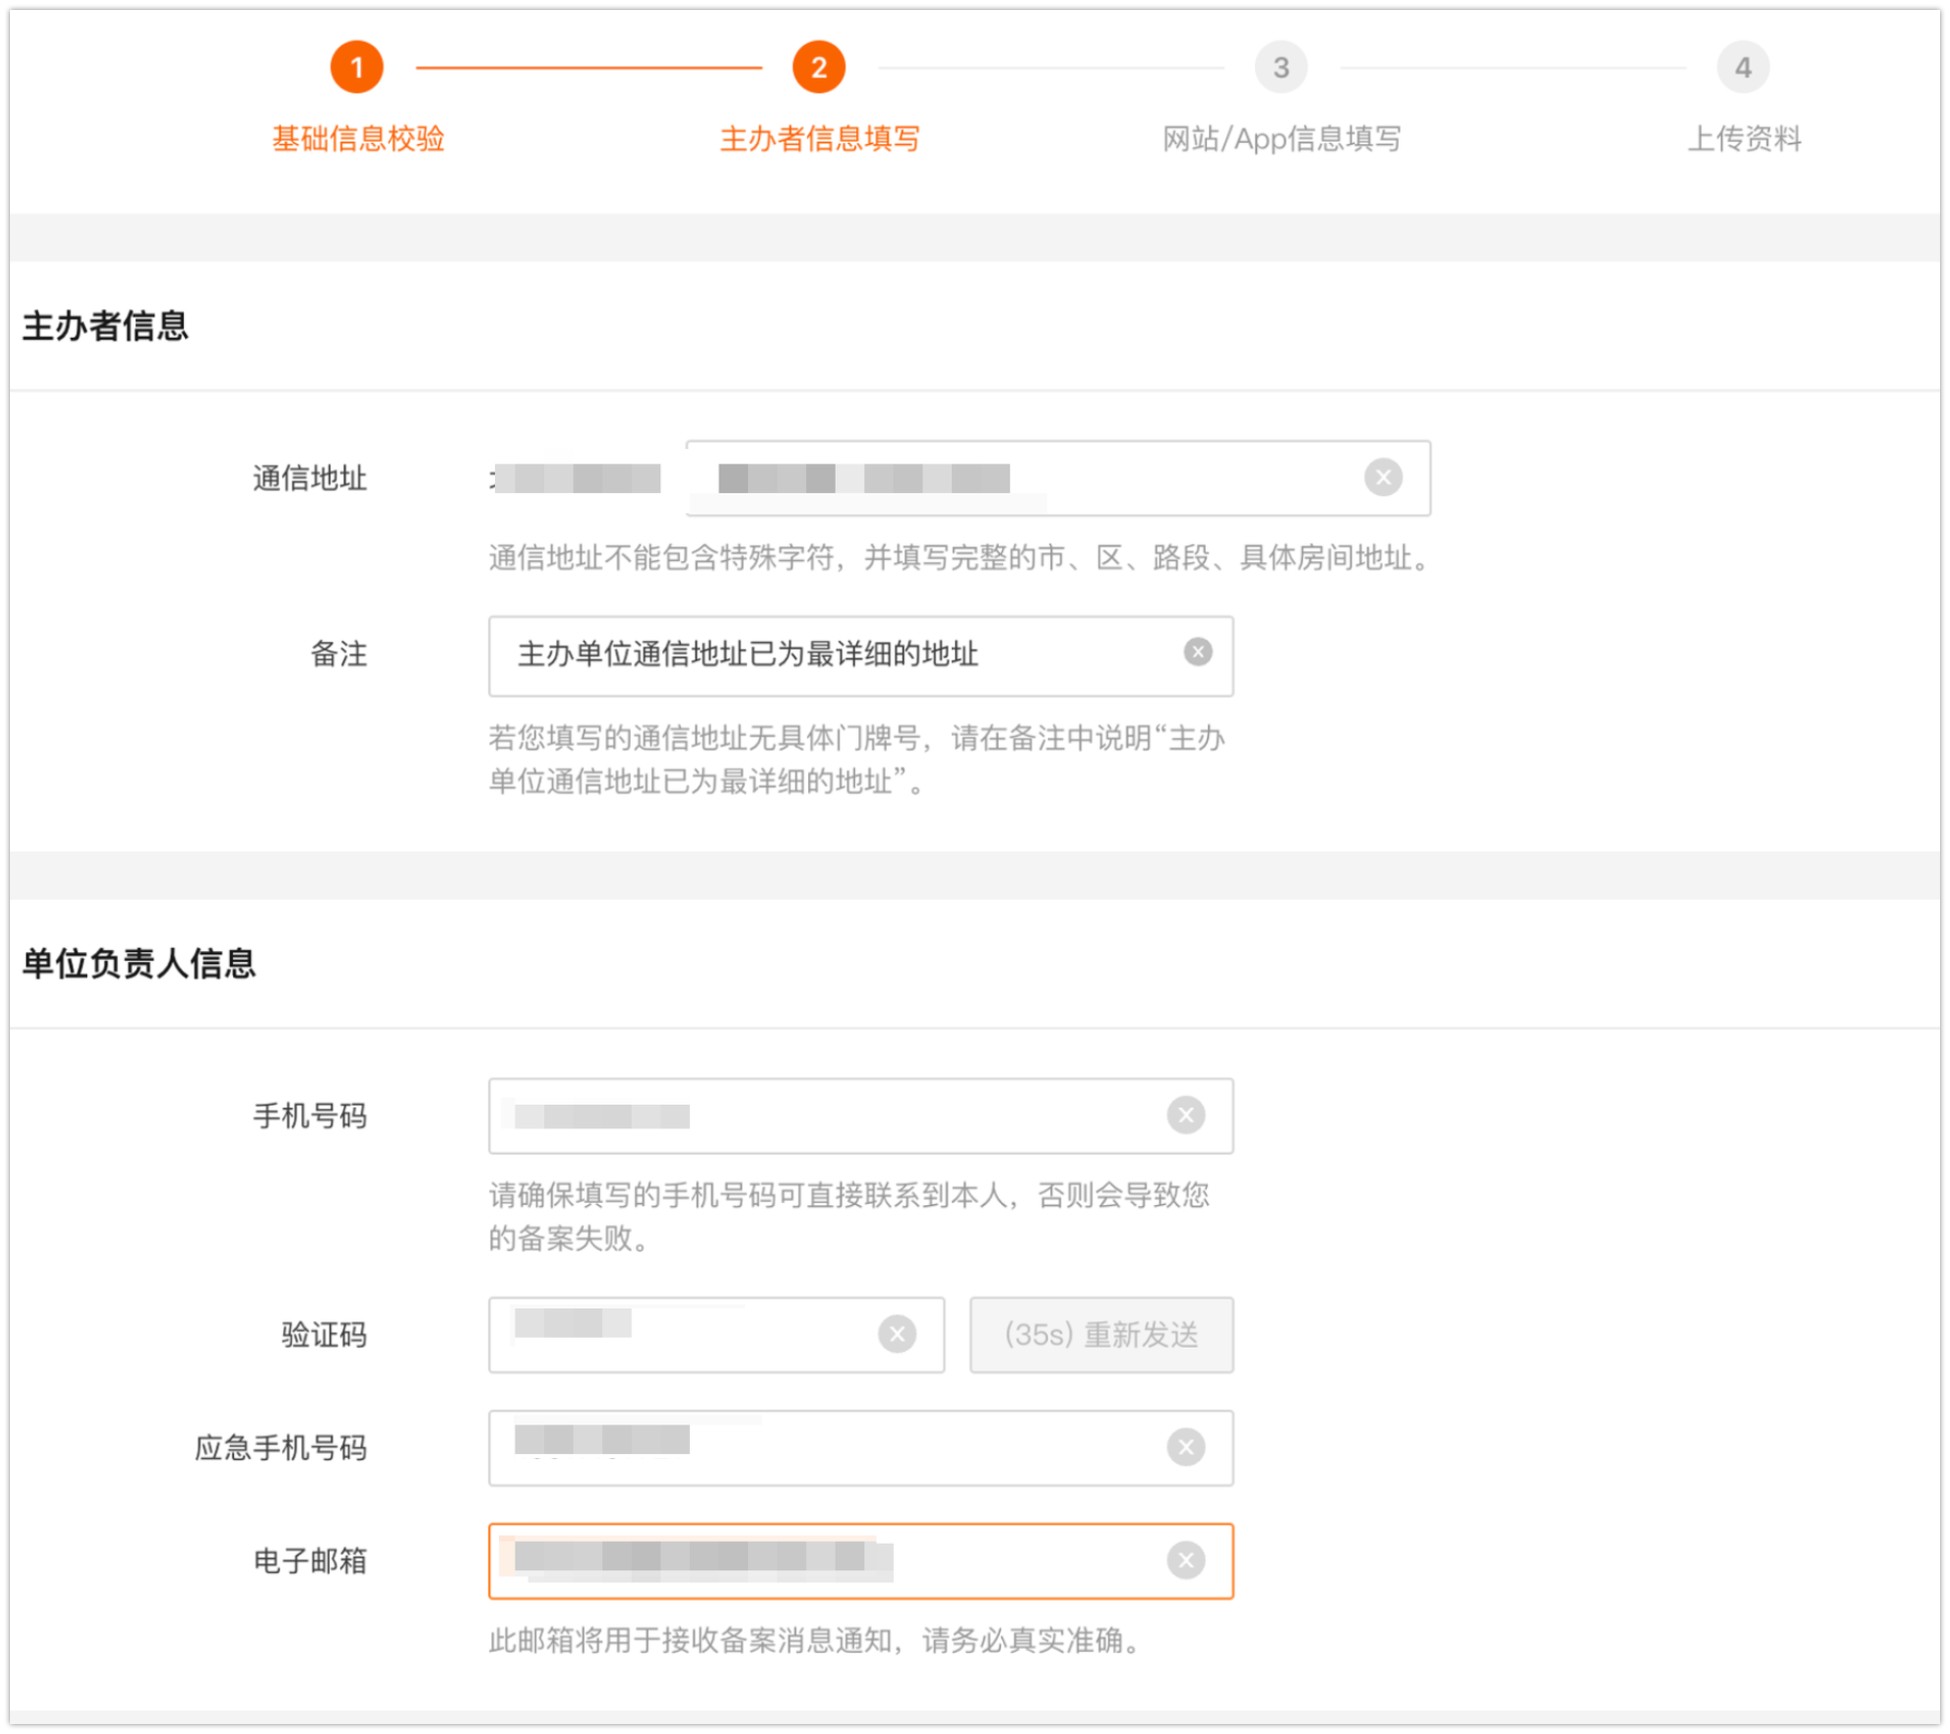 1
2
3
4
基础信息校验
主办者信息填写
网站/App信息填写
上传资料
主办者信息
通信地址
通信地址不能包含特殊字符，并填写完整的市、区、路段、具体房间地址。
备注
主办单位通信地址已为最详细的地址
若您填写的通信地址无具体门牌号，请在备注中说明“主办
单位通信地址已为最详细的地址”。
单位负责人信息
手机号码
请确保填写的手机号码可直接联系到本人，否则会导致您
的备案失败。
验证码
(35s) 重新发送
应急手机号码
电子邮箱
此邮箱将用于接收备案消息通知，请务必真实准确。